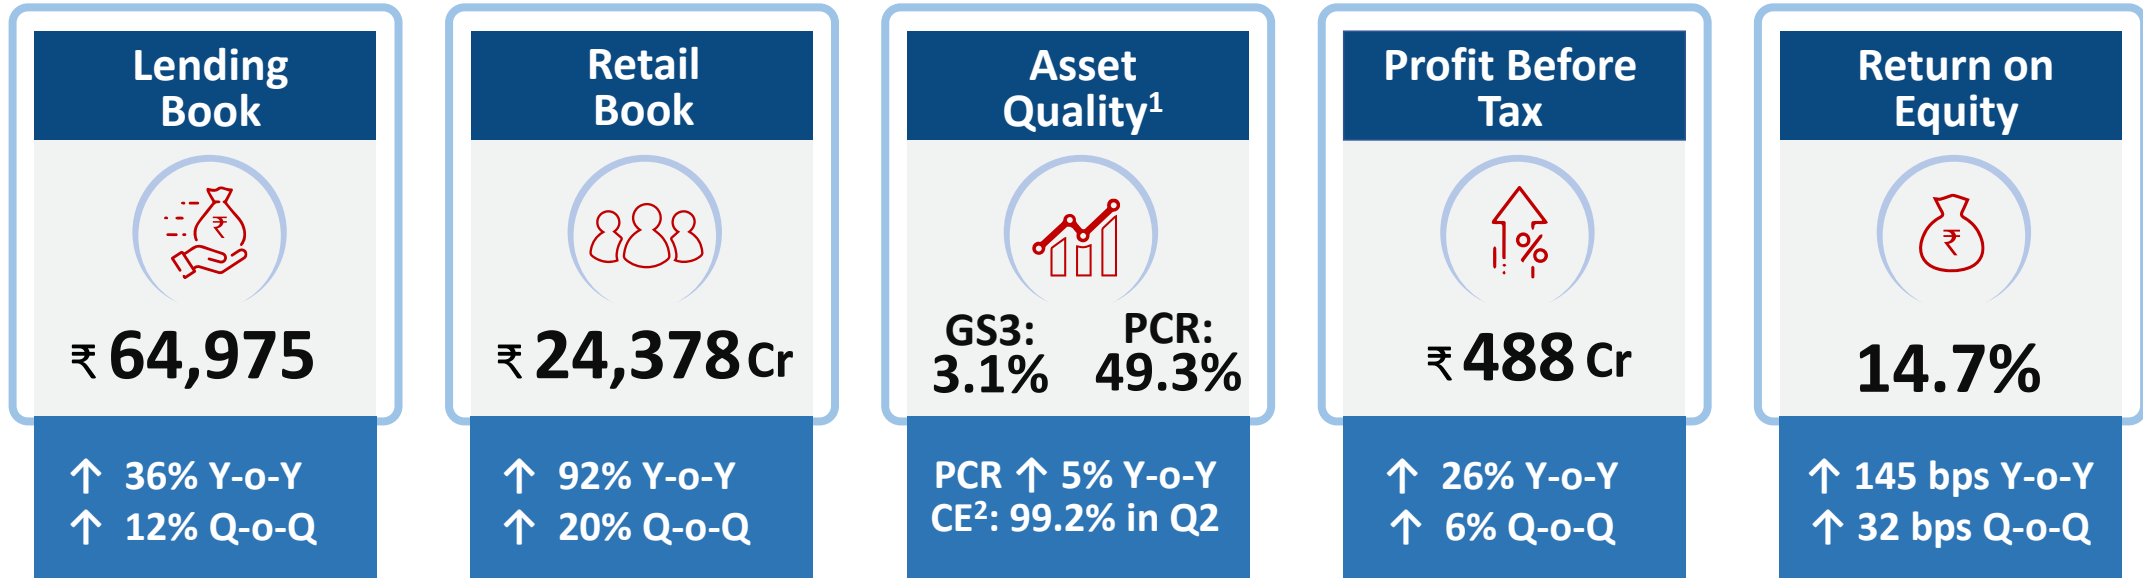 Lending
Book
₹
₹ 64,975
↑ 36% Y-o-Y
↑ 12% Q-o-Q
Retail
Book
₹ 24,378 Cr
↑ 92% Y-o-Y
↑ 20% Q-o-Q
Asset
Quality¹
GS3: PCR:
3.1% 49.3%
PCR ↑ 5% Y-o-Y
CE²: 99.2% in Q2
Profit Before
Tax
%
₹ 488 Cr
↑ 26% Y-o-Y
↑ 6% Q-o-Q
Return on
Equity
₹
14.7%
↑ 145 bps Y-o-Y
↑ 32 bps Q-o-Q